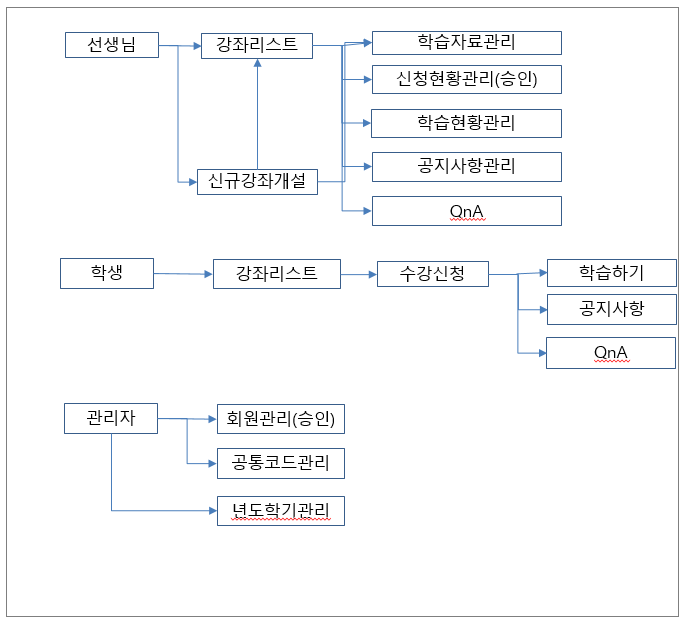 선생님
강좌리스트
학습자료관리
신청현황관리(승인)
학습현황관리
공지사항관리
신규강좌개설
QnA
학생
강좌리스트
수강신청
학습하기
공지사항
QnA
관리자
회원관리(승인)
공통코드관리
년도학기관리